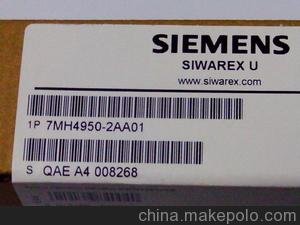 SIEMENS
SIWAREX U
www.siwarex.com
1P 7MH4950-2AA01
S QAE A4 008268
china.makepolo.com